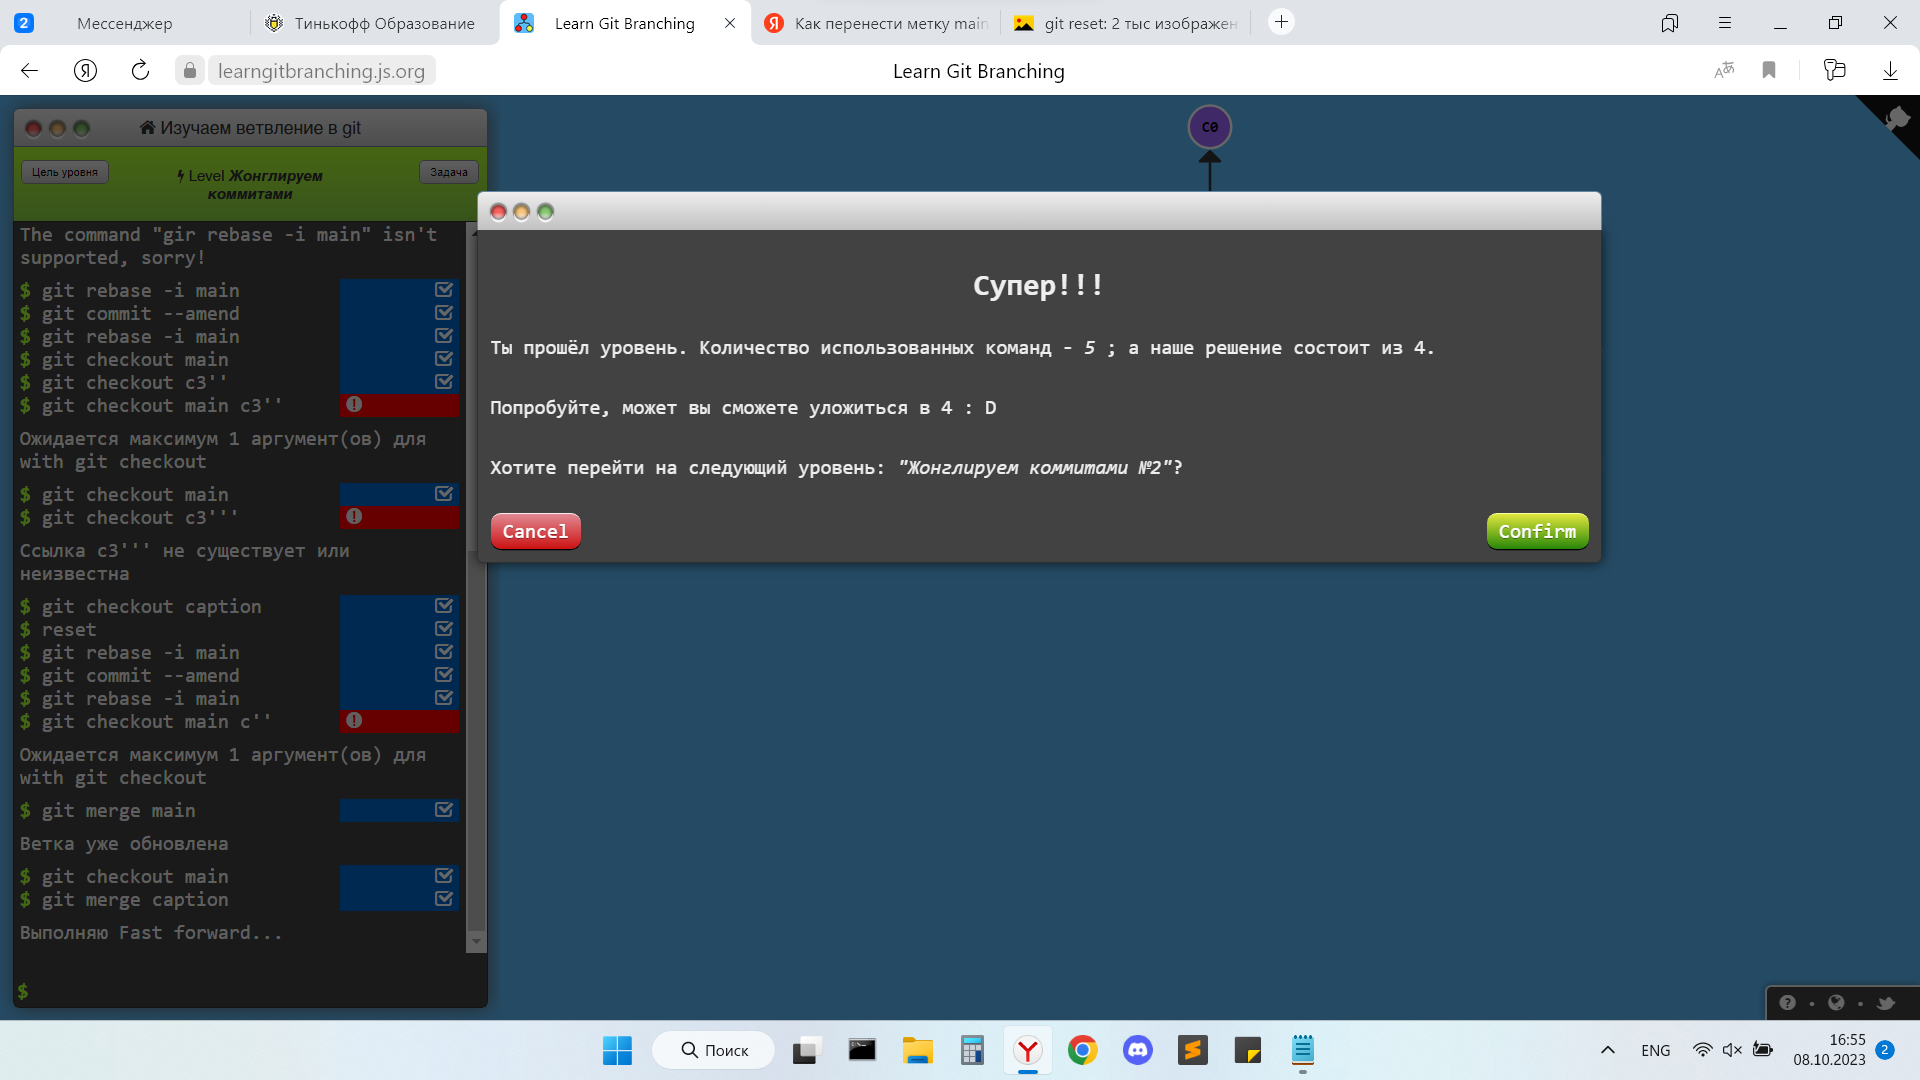 2 Мессенджер Тинькофф Образование Learn Git Branching Как перенести метку main git reset: 2 тыс изображен
learngitbranching.js.org Learn Git Branching
C0
Изучаем ветвление в git
Цель уровня Level Жонглируем Задача
коммитами
The command "gir rebase -i main" isn't
supported, sorry!
$ git rebase -i main
$ git commit --amend
$ git rebase -i main
$ git checkout main
$ git checkout c3''
$ git checkout main c3''
Ожидается максимум 1 аргумент(ов) для
with git checkout
$ git checkout main
$ git checkout c3'''
Ссылка c3''' не существует или
неизвестна
$ git checkout caption
$ reset
$ git rebase -i main
$ git commit --amend
$ git rebase -i main
$ git checkout main c''
Ожидается максимум 1 аргумент(ов) для
with git checkout
$ git merge main
Ветка уже обновлена
$ git checkout main
$ git merge caption
Выполняю Fast forward...
$
Супер!!!
Ты прошёл уровень. Количество использованных команд - 5 ; а наше решение состоит из 4.
Попробуйте, может вы сможете уложиться в 4 : D
Хотите перейти на следующий уровень: "Жонглируем коммитами №2"?
Cancel Confirm
Поиск ENG 16:55
08.10.2023 2